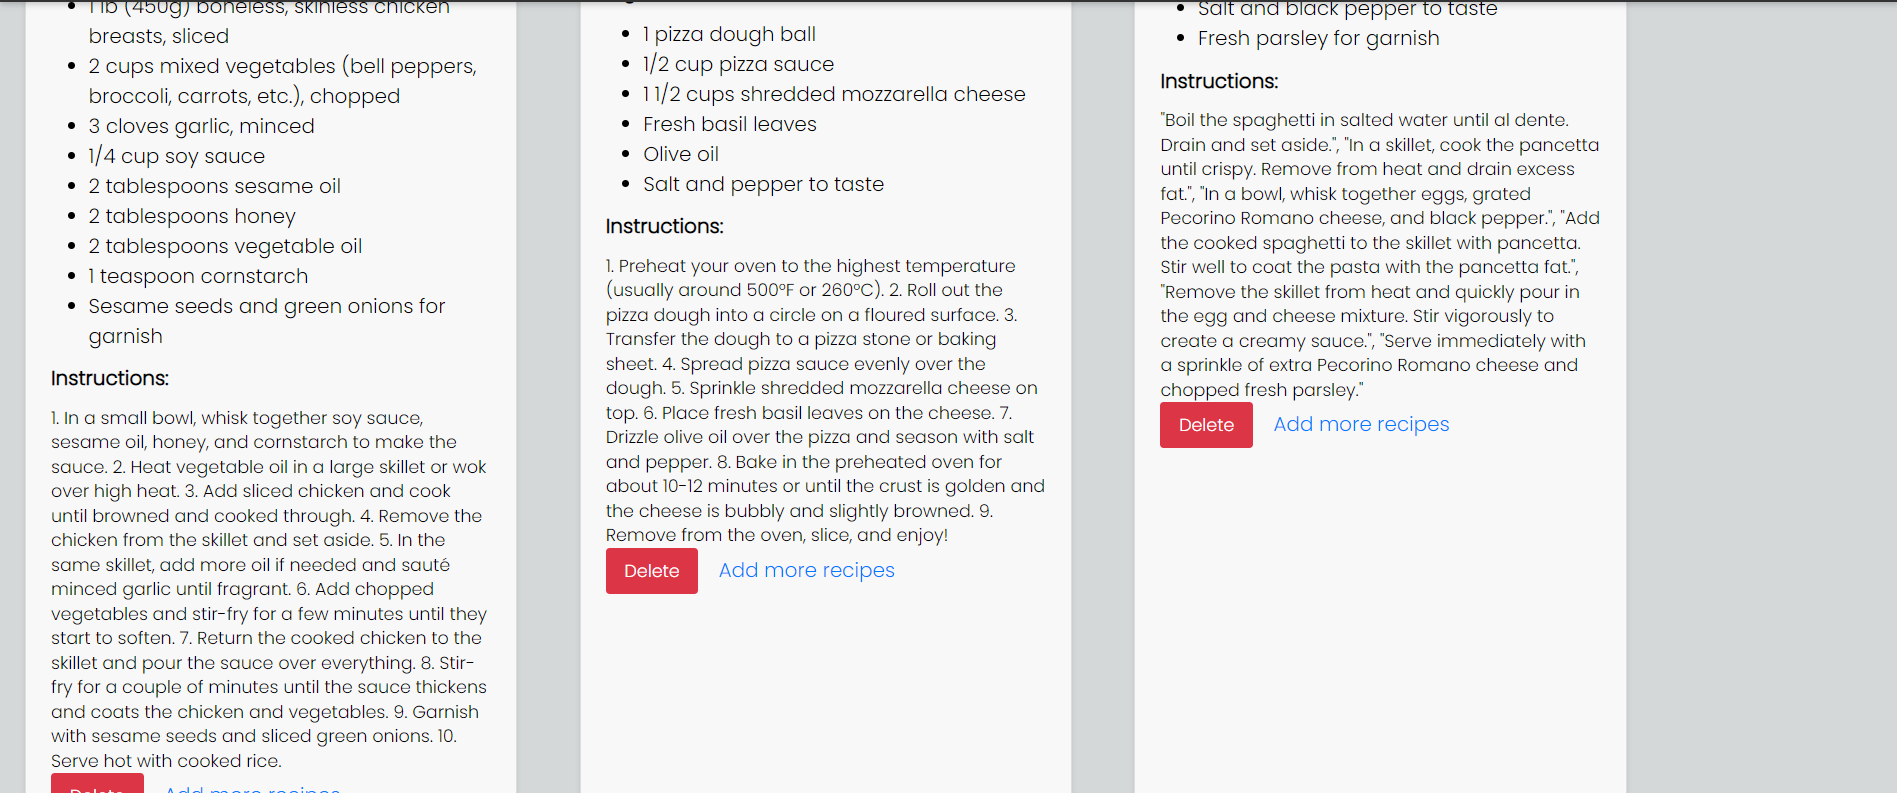 1 lb (450g) boneless, skinless chicken
breasts, sliced
2 cups mixed vegetables (bell peppers,
broccoli, carrots, etc.), chopped
3 cloves garlic, minced
1/4 cup soy sauce
2 tablespoons sesame oil
2 tablespoons honey
2 tablespoons vegetable oil
1 teaspoon cornstarch
Sesame seeds and green onions for
garnish
Instructions:
1. In a small bowl, whisk together soy sauce,
sesame oil, honey, and cornstarch to make the
sauce. 2. Heat vegetable oil in a large skillet or wok
over high heat. 3. Add sliced chicken and cook
until browned and cooked through. 4. Remove the
chicken from the skillet and set aside. 5. In the
same skillet, add more oil if needed and sauté
minced garlic until fragrant. 6. Add chopped
vegetables and stir-fry for a few minutes until they
start to soften. 7. Return the cooked chicken to the
skillet and pour the sauce over everything. 8. Stir-
fry for a couple of minutes until the sauce thickens
and coats the chicken and vegetables. 9. Garnish
with sesame seeds and sliced green onions. 10.
Serve hot with cooked rice.
Delete Add more recipes
1 pizza dough ball
1/2 cup pizza sauce
1 1/2 cups shredded mozzarella cheese
Fresh basil leaves
Olive oil
Salt and pepper to taste
Instructions:
1. Preheat your oven to the highest temperature
(usually around 500°F or 260°C). 2. Roll out the
pizza dough into a circle on a floured surface. 3.
Transfer the dough to a pizza stone or baking
sheet. 4. Spread pizza sauce evenly over the
dough. 5. Sprinkle shredded mozzarella cheese on
top. 6. Place fresh basil leaves on the cheese. 7.
Drizzle olive oil over the pizza and season with salt
and pepper. 8. Bake in the preheated oven for
about 10-12 minutes or until the crust is golden and
the cheese is bubbly and slightly browned. 9.
Remove from the oven, slice, and enjoy!
Delete Add more recipes
Salt and black pepper to taste
Fresh parsley for garnish
Instructions:
"Boil the spaghetti in salted water until al dente.
Drain and set aside.", "In a skillet, cook the pancetta
until crispy. Remove from heat and drain excess
fat.", "In a bowl, whisk together eggs, grated
Pecorino Romano cheese, and black pepper.", "Add
the cooked spaghetti to the skillet with pancetta.
Stir well to coat the pasta with the pancetta fat.",
"Remove the skillet from heat and quickly pour in
the egg and cheese mixture. Stir vigorously to
create a creamy sauce.", "Serve immediately with
a sprinkle of extra Pecorino Romano cheese and
chopped fresh parsley."
Delete Add more recipes